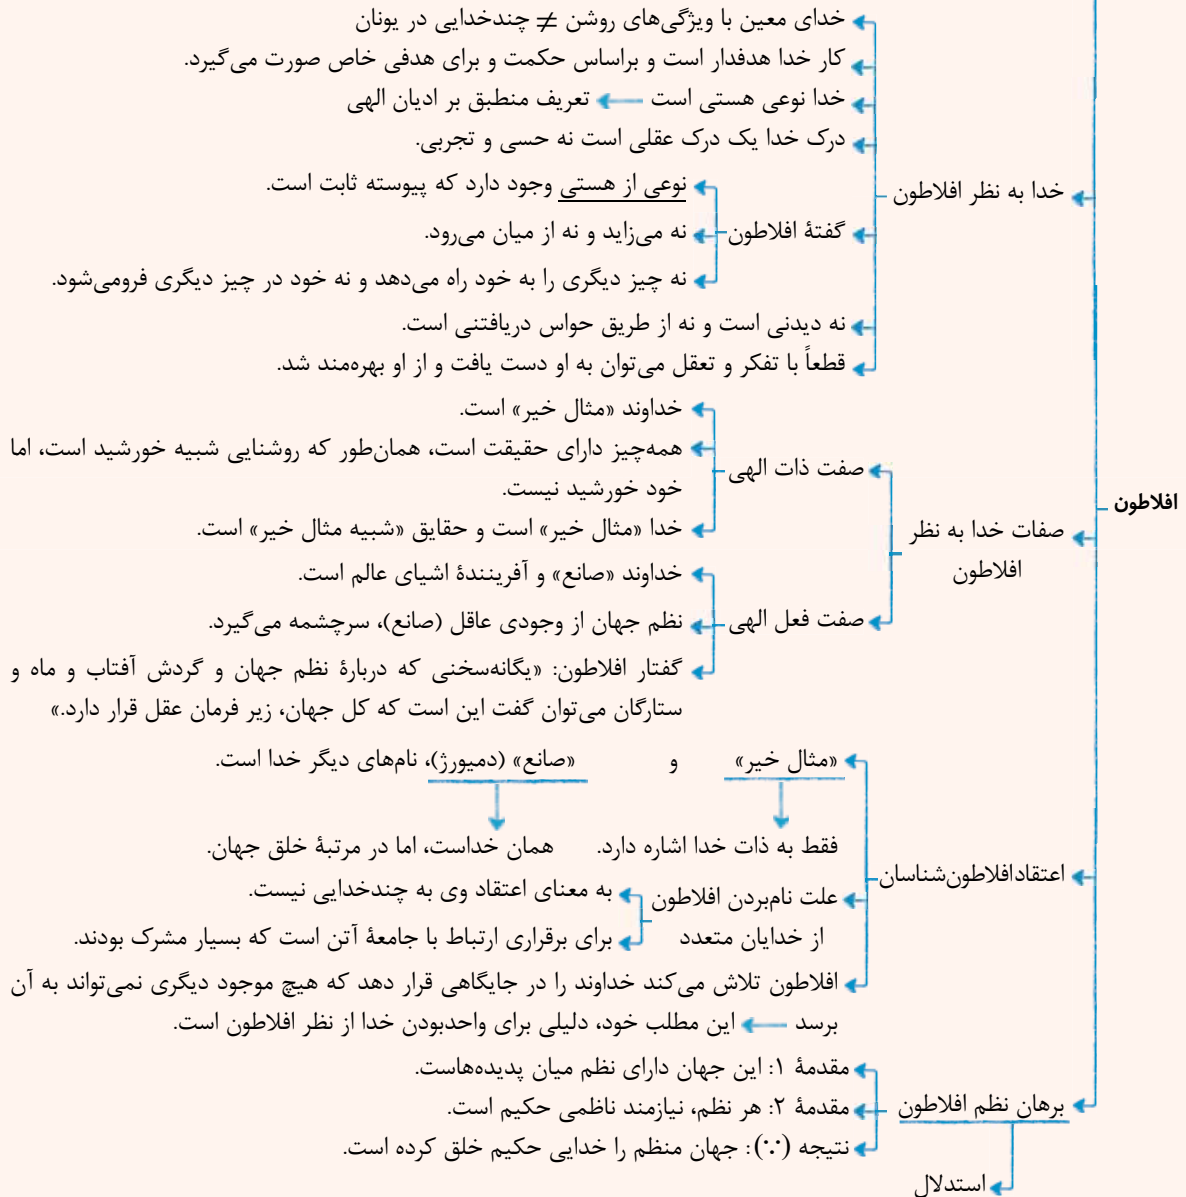 افلاطون
خدا به نظر افلاطون
خدای معین با ویژگی‌های روشن ≠ چندخدایی در یونان
کار خدا هدفدار است و براساس حکمت و برای هدفی خاص صورت می‌گیرد.
خدا نوعی هستی است ← تعریف منطبق بر ادیان الهی
درک خدا یک درک عقلی است نه حسی و تجربی.
گفتهٔ افلاطون
نوعی از هستی وجود دارد که پیوسته ثابت است.
نه می‌زاید و نه از میان می‌رود.
نه چیز دیگری را به خود راه می‌دهد و نه خود در چیز دیگری فرومی‌شود.
نه دیدنی است و نه از طریق حواس دریافتنی است.
قطعاً با تفکر و تعقل می‌توان به او دست یافت و از او بهره‌مند شد.
صفات خدا به نظر
افلاطون
صفت ذات الهی
خداوند «مثال خیر» است.
همه‌چیز دارای حقیقت است، همان‌طور که روشنایی شبیه خورشید است، اما
خود خورشید نیست.
خدا «مثال خیر» است و حقایق «شبیه مثال خیر» است.
صفت فعل الهی
خداوند «صانع» و آفرینندهٔ اشیای عالم است.
نظم جهان از وجودی عاقل (صانع)، سرچشمه می‌گیرد.
گفتار افلاطون: «یگانه‌سخنی که دربارهٔ نظم جهان و گردش آفتاب و ماه و
ستارگان می‌توان گفت این است که کل جهان، زیر فرمان عقل قرار دارد.»
اعتقادافلاطون‌شناسان
«مثال خیر» و «صانع» (دمیورژ)، نام‌های دیگر خدا است.
فقط به ذات خدا اشاره دارد. همان خداست، اما در مرتبهٔ خلق جهان.
علت نام‌بردن افلاطون
از خدایان متعدد
به معنای اعتقاد وی به چندخدایی نیست.
برای برقراری ارتباط با جامعهٔ آتن است که بسیار مشرک بودند.
افلاطون تلاش می‌کند خداوند را در جایگاهی قرار دهد که هیچ موجود دیگری نمی‌تواند به آن
برسد ← این مطلب خود، دلیلی برای واحدبودن خدا از نظر افلاطون است.
برهان نظم افلاطون
مقدمهٔ ۱: این جهان دارای نظم میان پدیده‌هاست.
مقدمهٔ ۲: هر نظم، نیازمند ناظمی حکیم است.
نتیجه (∵): جهان منظم را خدایی حکیم خلق کرده است.
استدلال